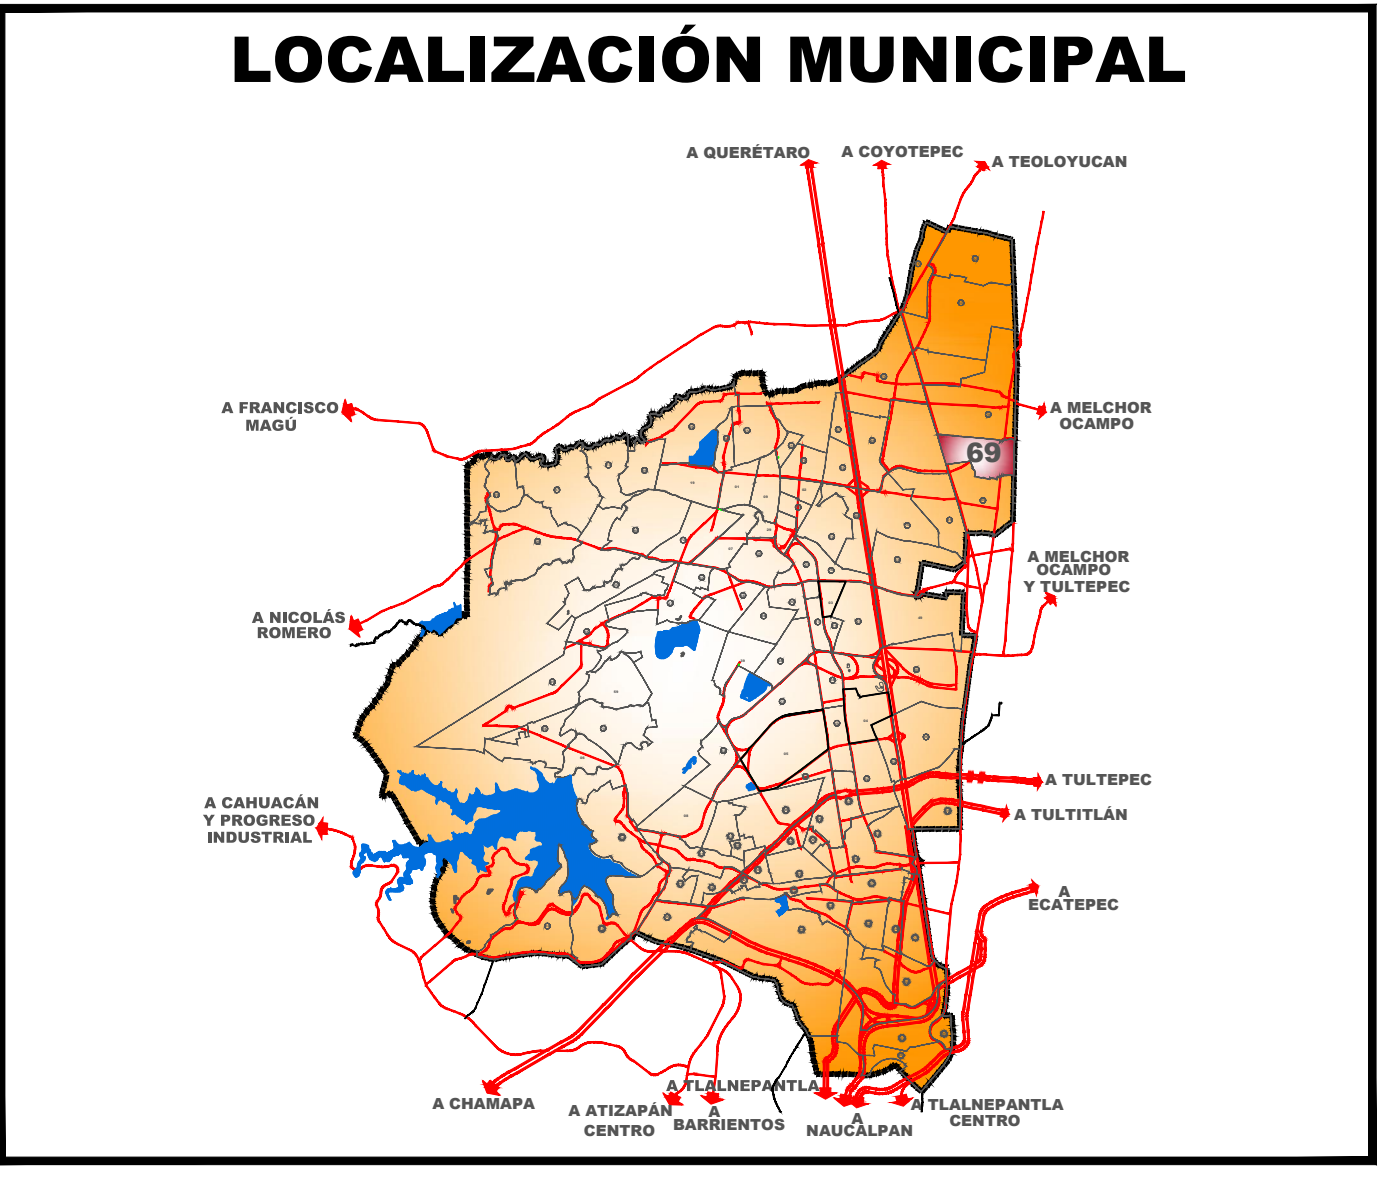 LOCALIZACIÓN MUNICIPAL
A QUERÉTARO
A COYOTEPEC
A TEOLOYUCAN
A FRANCISCO
MAGÚ
A MELCHOR
OCAMPO
69
A MELCHOR
OCAMPO
Y TULTEPEC
A NICOLÁS
ROMERO
A TULTEPEC
A CAHUACÁN
Y PROGRESO
INDUSTRIAL
A TULTITLÁN
A
ECATEPEC
A TLALNEPANTLA
A CHAMAPA
A ATIZAPÁN
CENTRO
A
BARRIENTOS
A
NAUCALPAN
A TLALNEPANTLA
CENTRO